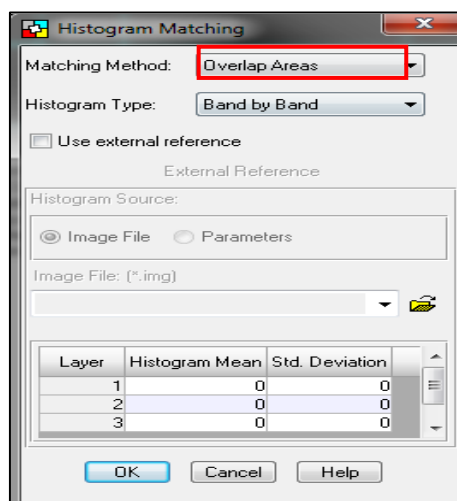 Histogram Matching
Matching Method: Overlap Areas
Histogram Type: Band by Band
Use external reference
External Reference
Histogram Source:
Image File Parameters
Image File: (*.img)
Layer Histogram Mean Std. Deviation
1 0 0
2 0 0
3 0 0
OK Cancel Help